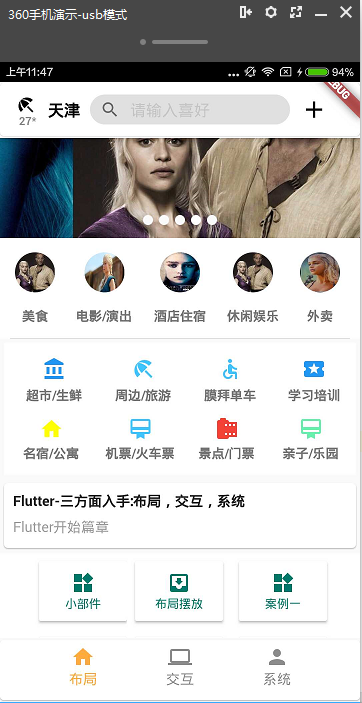 360手机演示-usb模式
上午11:47
94%
天津
请输入喜好
27°
美食 电影/演出 酒店住宿 休闲娱乐 外卖
超市/生鲜 周边/旅游 膜拜单车 学习培训
名宿/公寓 机票/火车票 景点/门票 亲子/乐园
Flutter-三方面入手:布局，交互，系统
Flutter开始篇章
小部件 布局摆放 案例一
布局 交互 系统